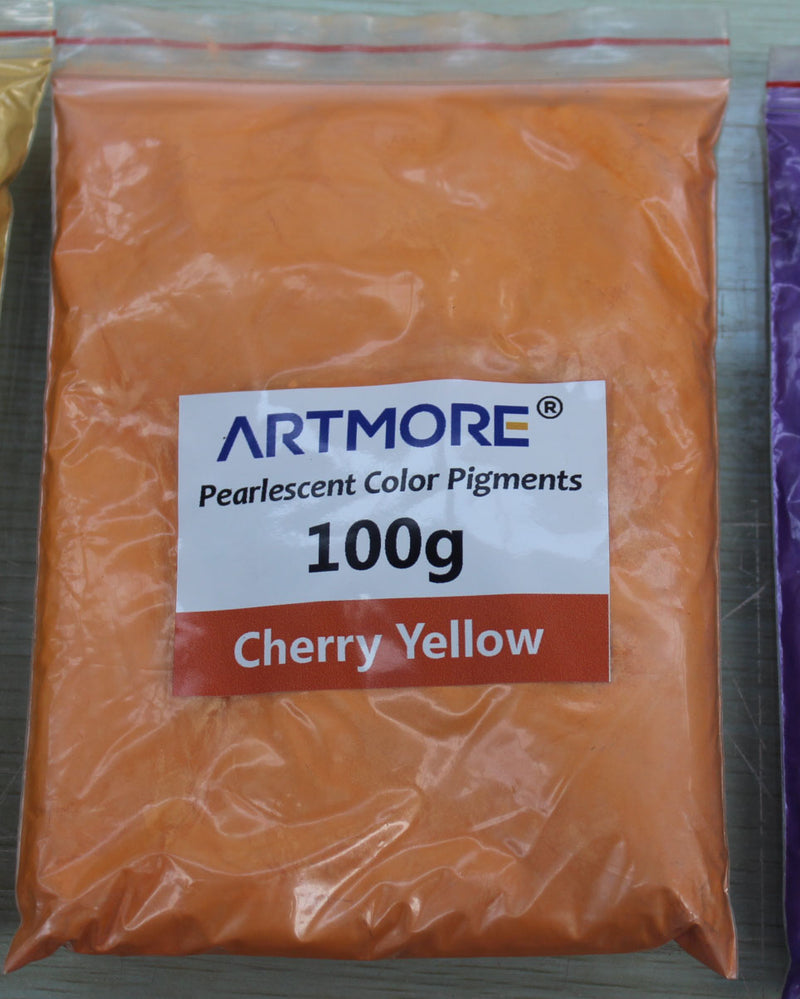 ARTMORE®
Pearlescent Color Pigments
100g
Cherry Yellow